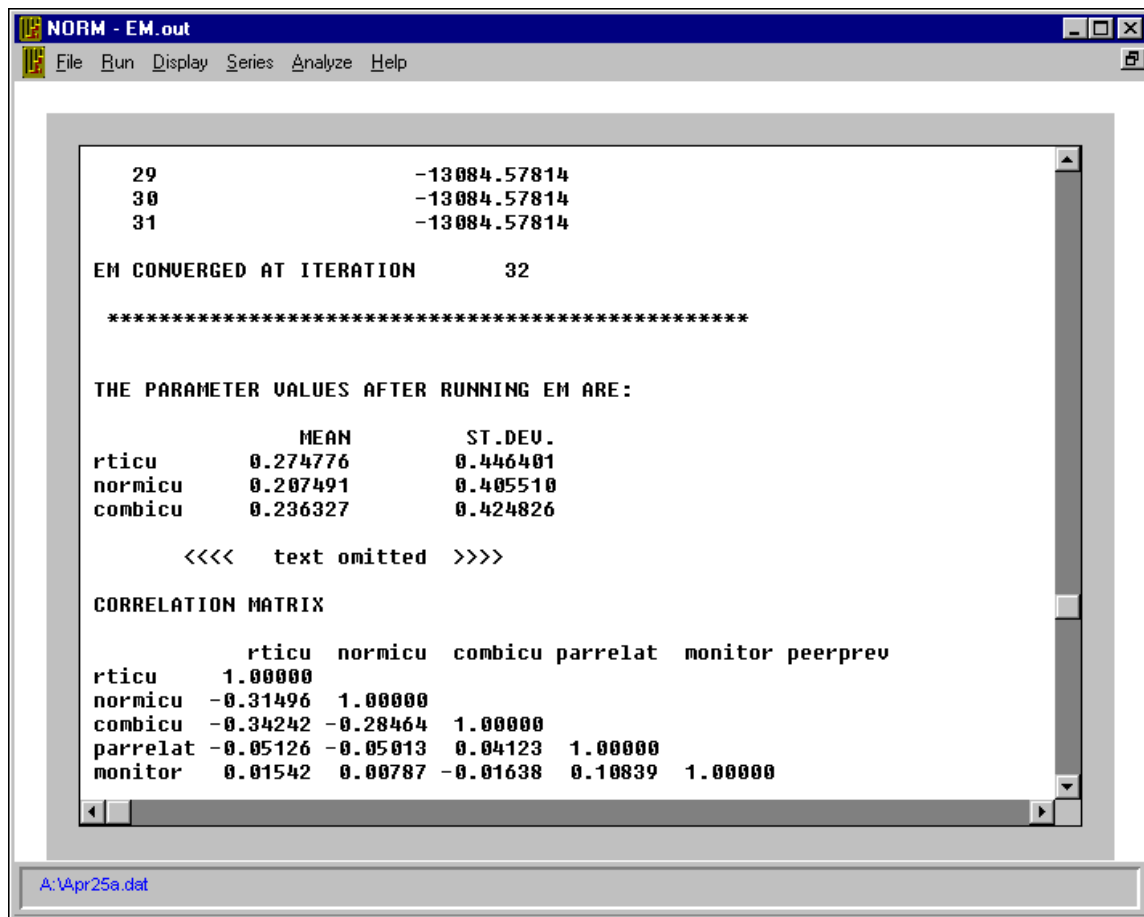 NORM - EM.out
File Run Display Series Analyze Help
29 -13084.57814
30 -13084.57814
31 -13084.57814
EM CONVERGED AT ITERATION 32
**************************************************
THE PARAMETER VALUES AFTER RUNNING EM ARE:
MEAN ST.DEV.
rticu 0.274776 0.446401
normicu 0.207491 0.405510
combicu 0.236327 0.424826
<<<< text omitted >>>>
CORRELATION MATRIX
rticu normicu combicu parrelat monitor peerprev
rticu 1.00000
normicu -0.31496 1.00000
combicu -0.34242 -0.28464 1.00000
parrelat -0.05126 -0.05013 0.04123 1.00000
monitor 0.01542 0.00787 -0.01638 0.10839 1.00000
A:\Apr25a.dat